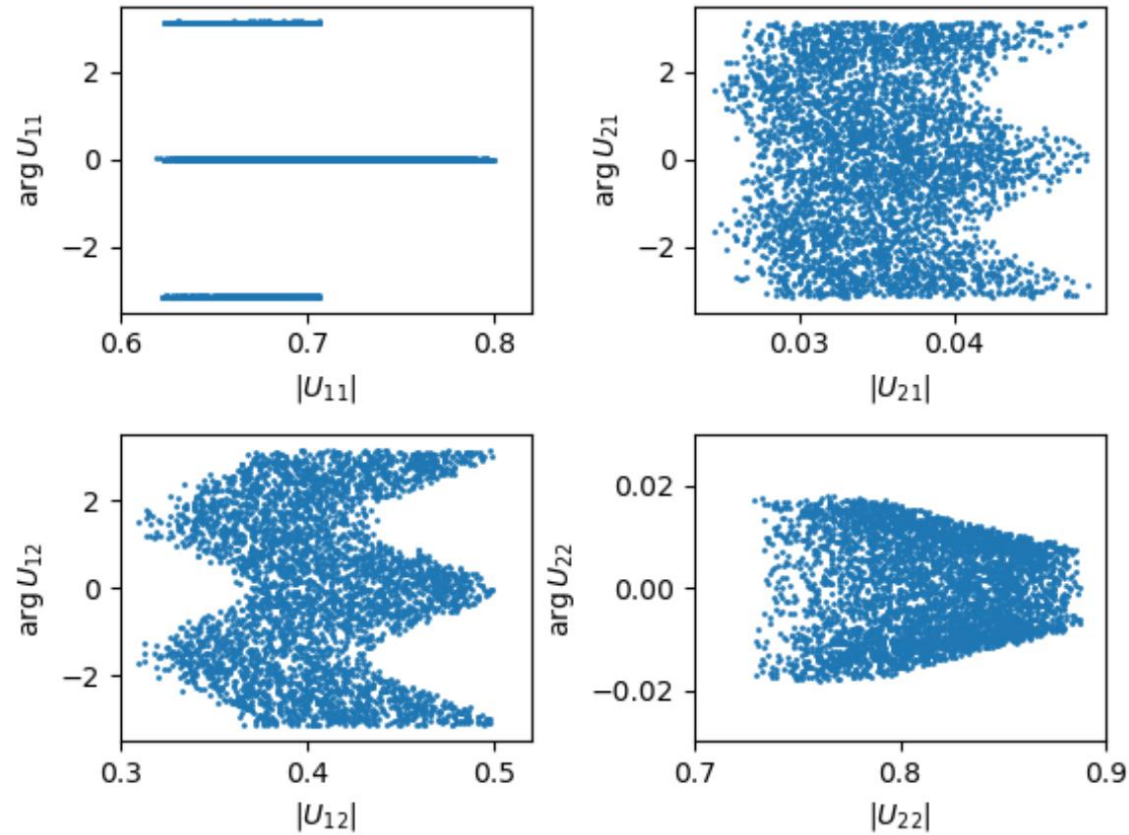 arg U₁₁
2
0
−2
0.6 0.7 0.8
|U₁₁|
arg U₂₁
2
0
−2
0.03 0.04
|U₂₁|
arg U₁₂
2
0
−2
0.3 0.4 0.5
|U₁₂|
arg U₂₂
0.02
0.00
−0.02
0.7 0.8 0.9
|U₂₂|